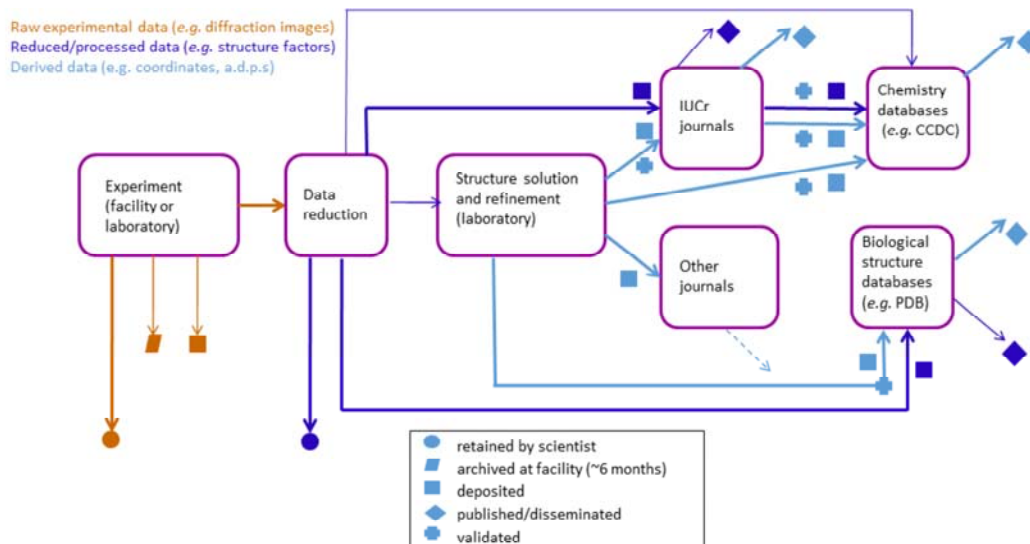 Raw experimental data (e.g. diffraction images)
Reduced/processed data (e.g. structure factors)
Derived data (e.g. coordinates, a.d.p.s)
Experiment
(facility or
laboratory)
Data
reduction
Structure solution
and refinement
(laboratory)
IUCr
journals
Chemistry
databases
(e.g. CCDC)
Other
journals
Biological
structure
databases
(e.g. PDB)
retained by scientist
archived at facility (~6 months)
deposited
published/disseminated
validated